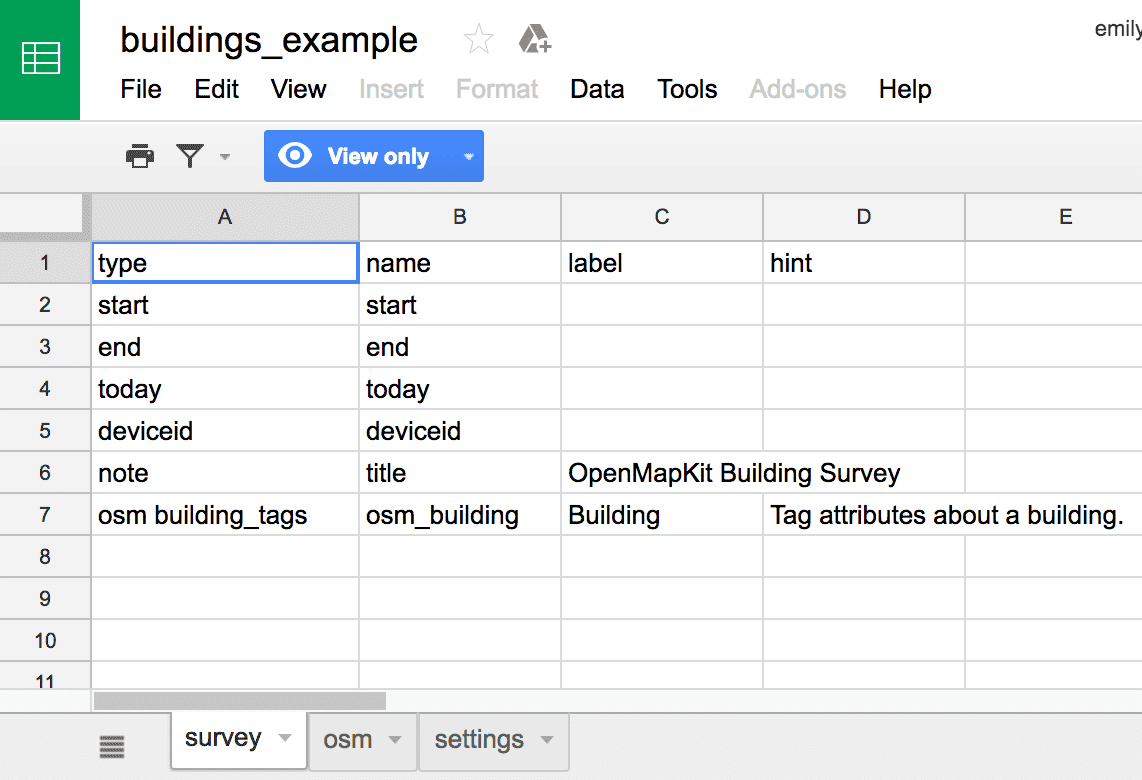 buildings_example
File Edit View Insert Format Data Tools Add-ons Help
View only
A B C D E
1 type name label hint
2 start start
3 end end
4 today today
5 deviceid deviceid
6 note title OpenMapKit Building Survey
7 osm building_tags osm_building Building Tag attributes about a building.
8
9
10
11
survey osm settings